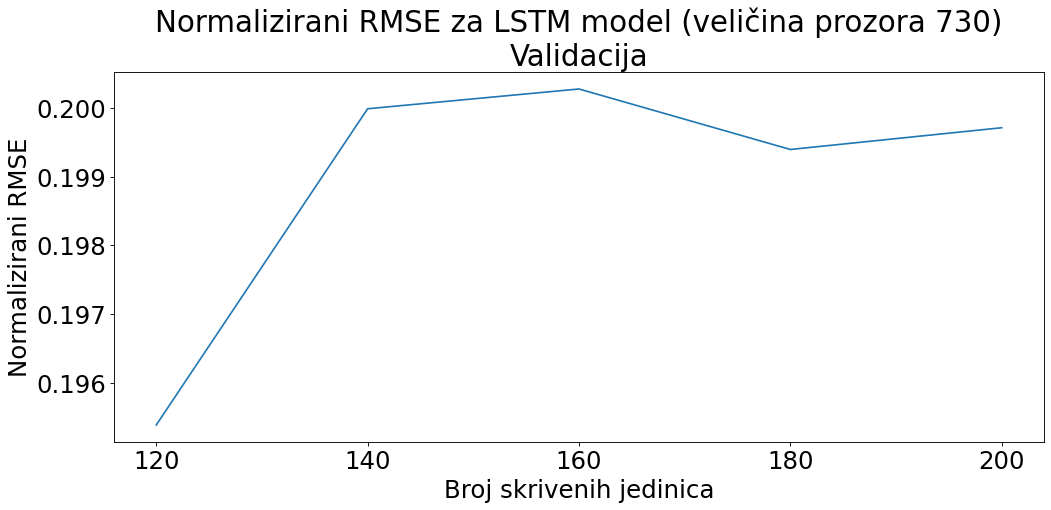 Normalizirani RMSE za LSTM model (veličina prozora 730)
Validacija
Normalizirani RMSE
0.200
0.199
0.198
0.197
0.196
120 140 160 180 200
Broj skrivenih jedinica